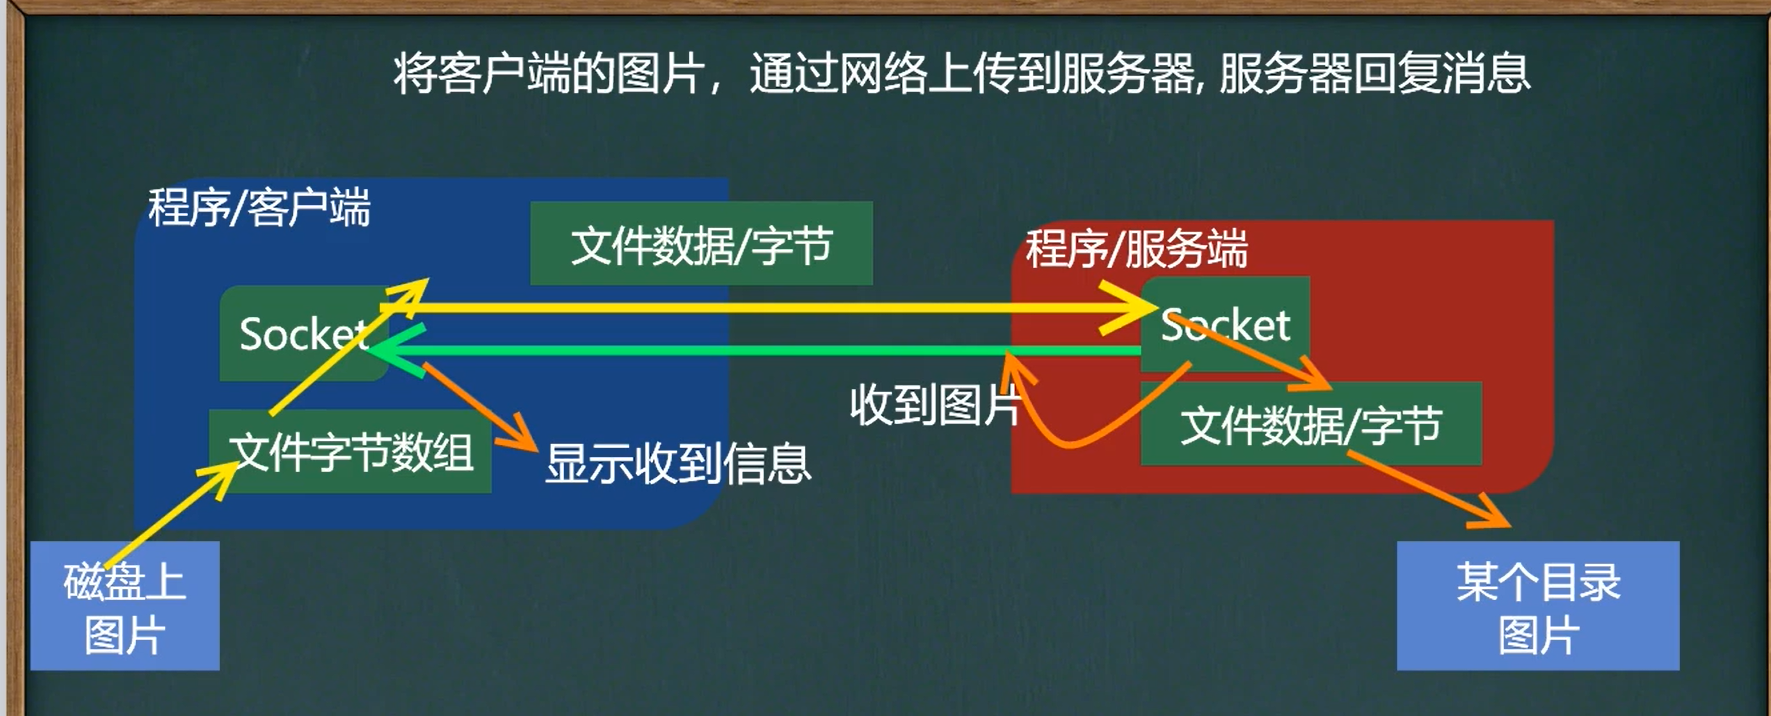 将客户端的图片，通过网络上传到服务器, 服务器回复消息
程序/客户端
文件数据/字节
程序/服务端
Socket
Socket
收到图片
文件数据/字节
文件字节数组
显示收到信息
磁盘上
图片
某个目录
图片